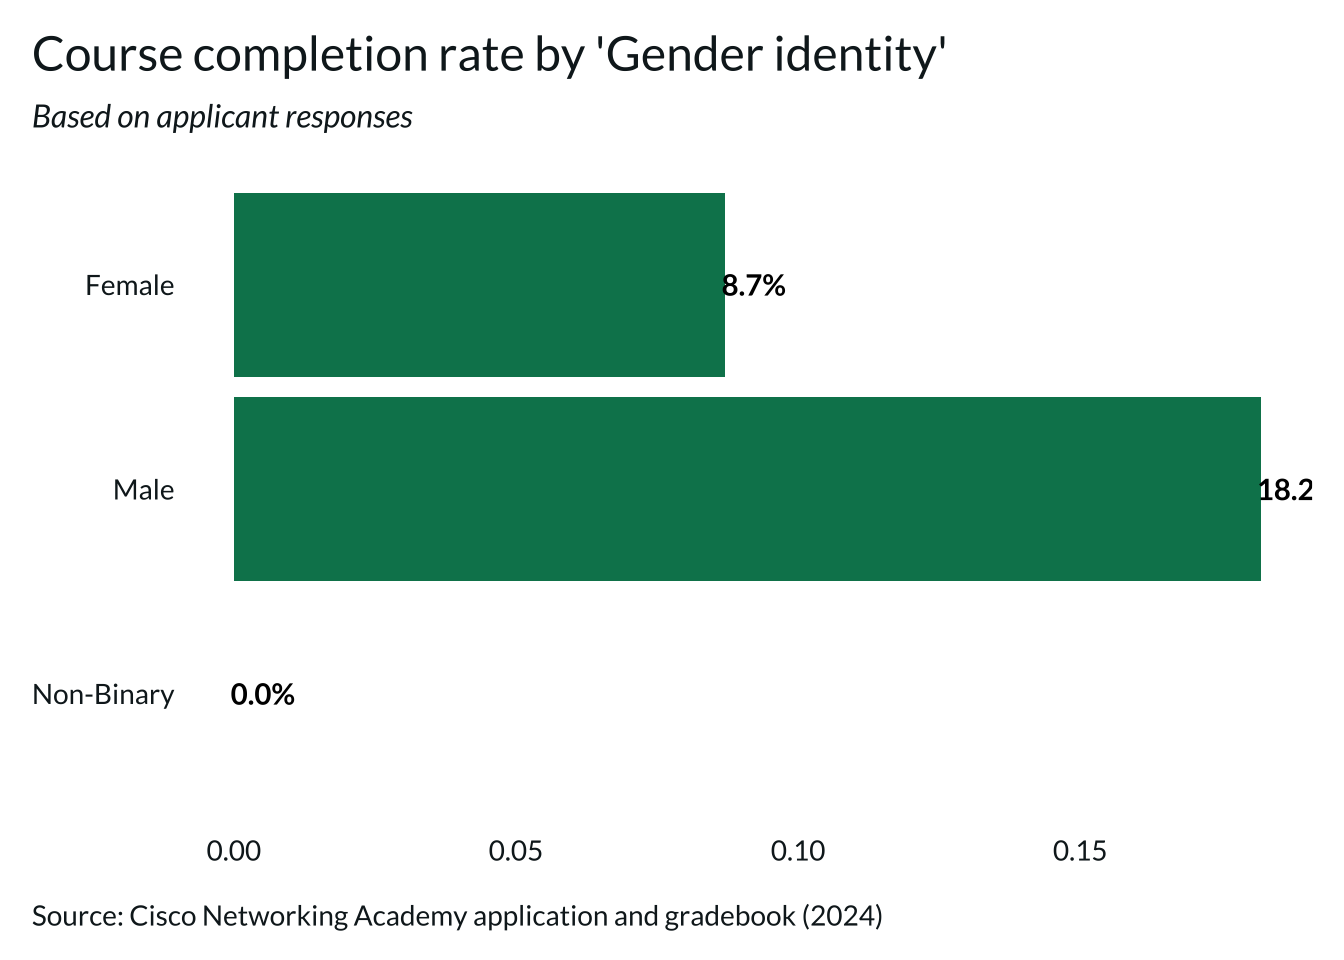 Course completion rate by 'Gender identity'
Based on applicant responses
Female 8.7%
Male 18.2
Non-Binary 0.0%
0.00 0.05 0.10 0.15
Source: Cisco Networking Academy application and gradebook (2024)